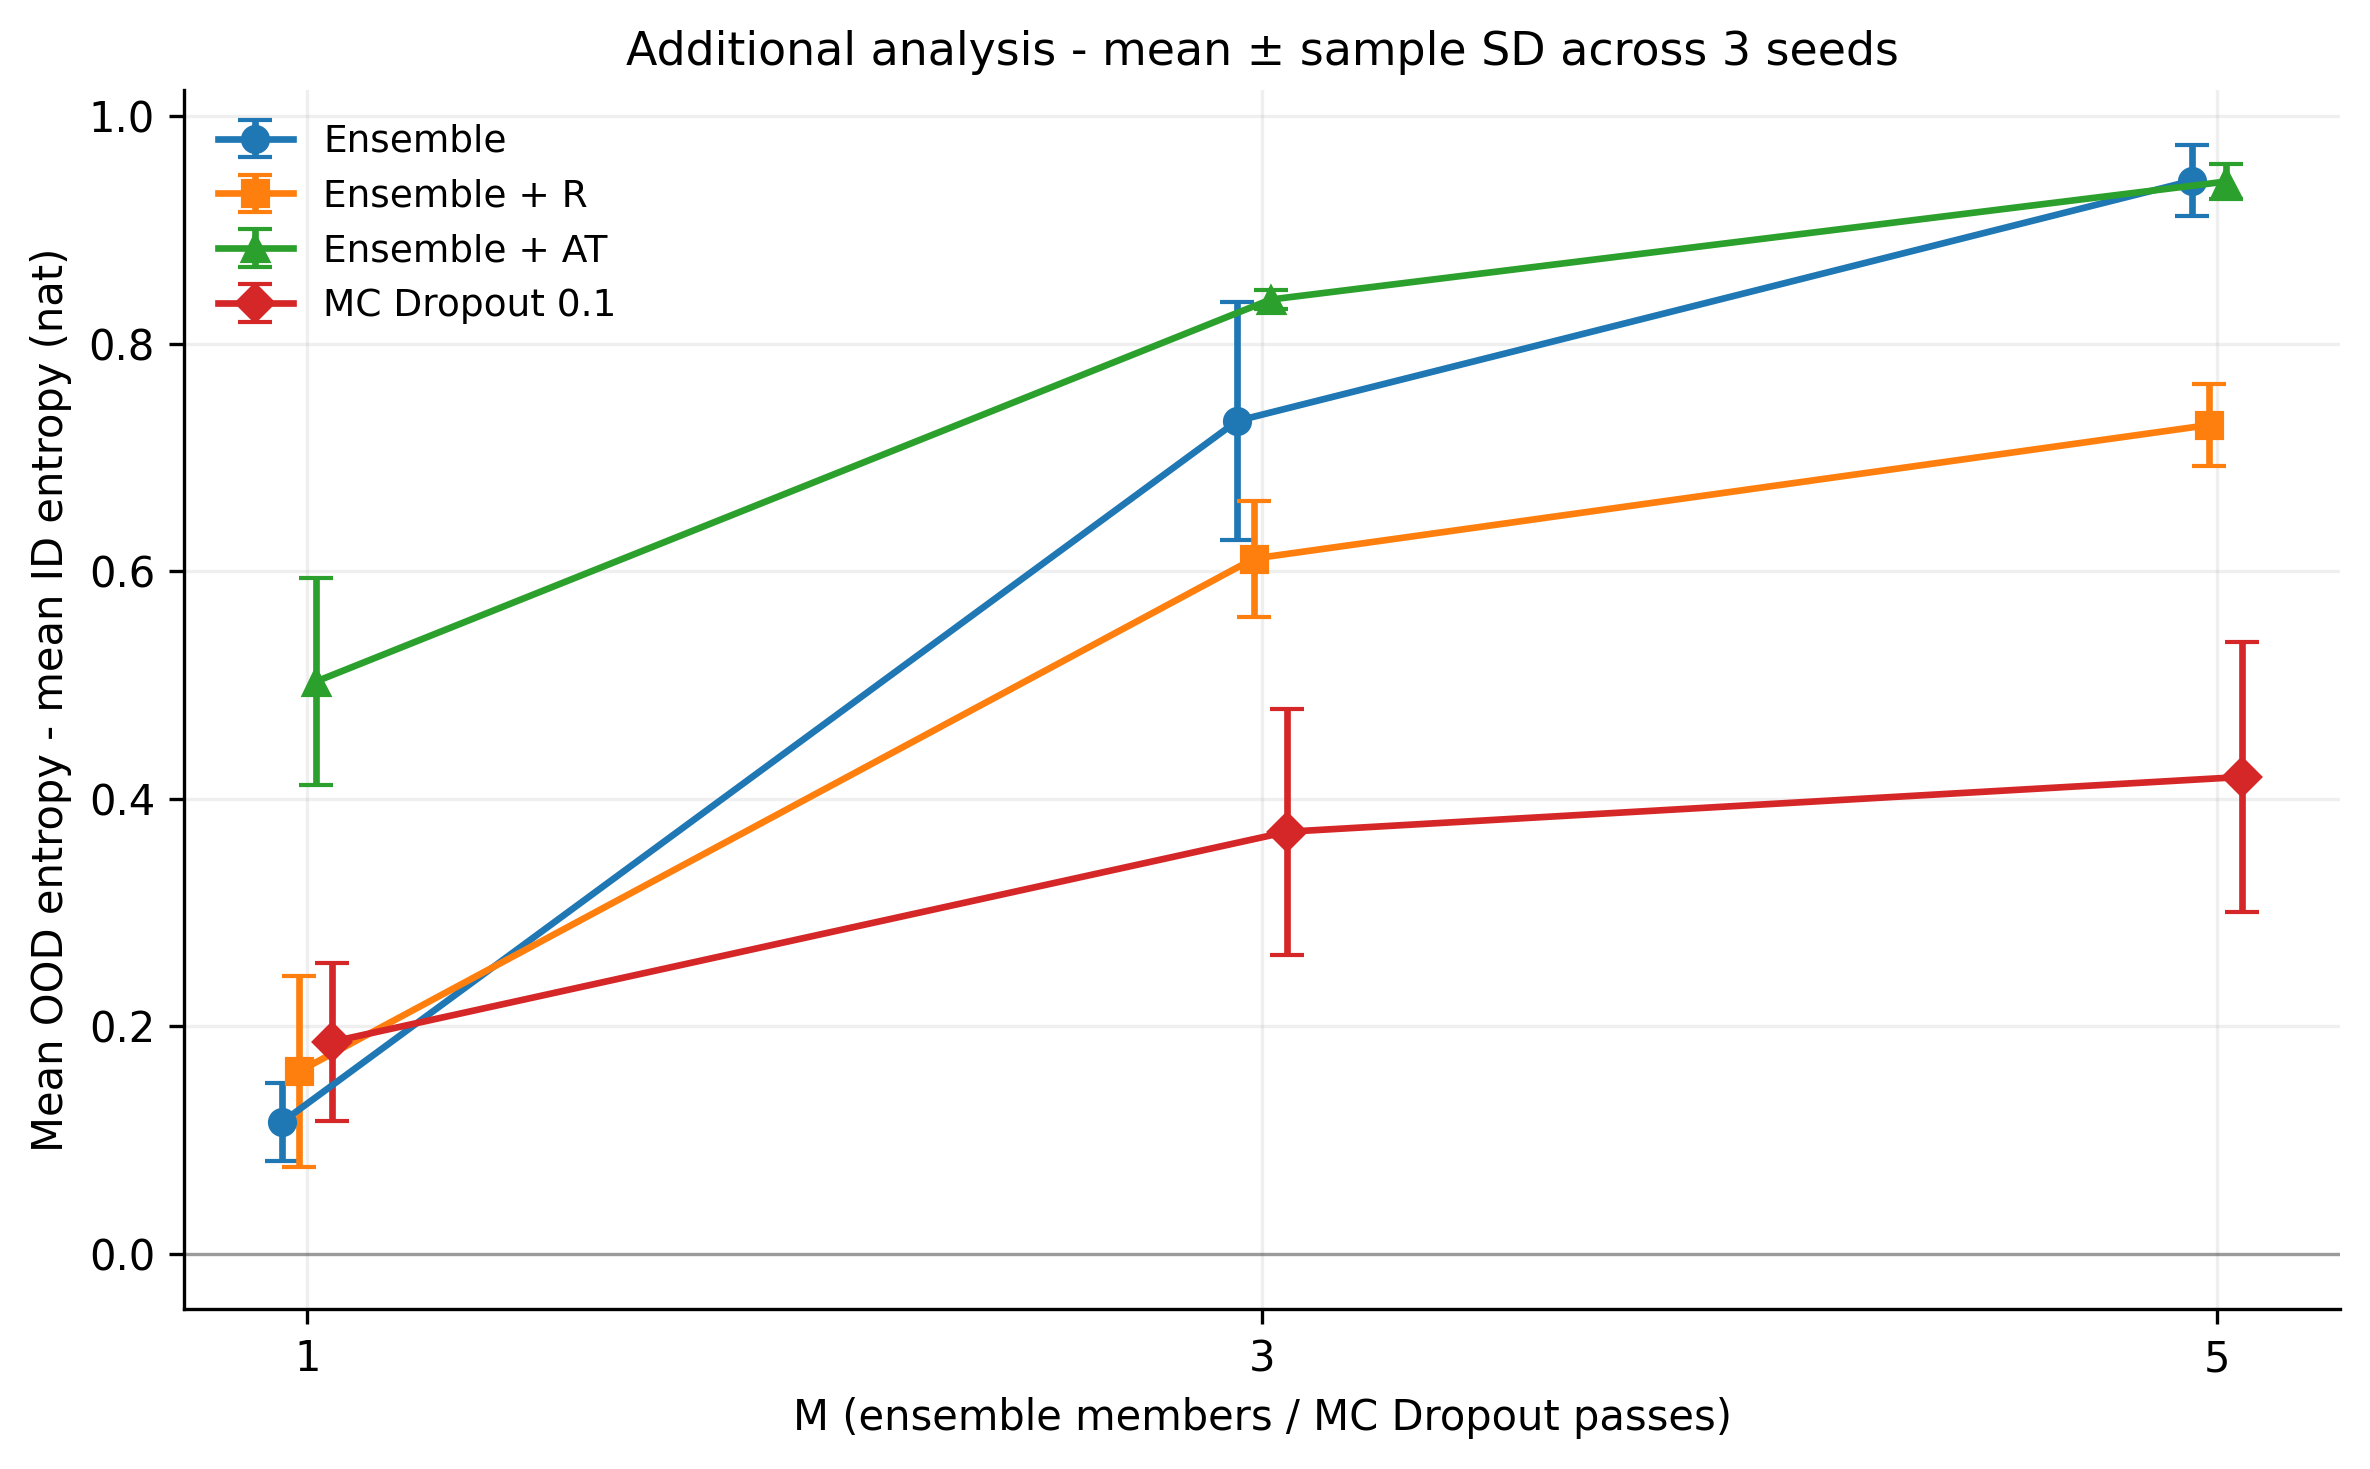 Additional analysis - mean ± sample SD across 3 seeds
Mean OOD entropy - mean ID entropy (nat)
1.0
0.8
0.6
0.4
0.2
0.0
Ensemble
Ensemble + R
Ensemble + AT
MC Dropout 0.1
1
3
5
M (ensemble members / MC Dropout passes)